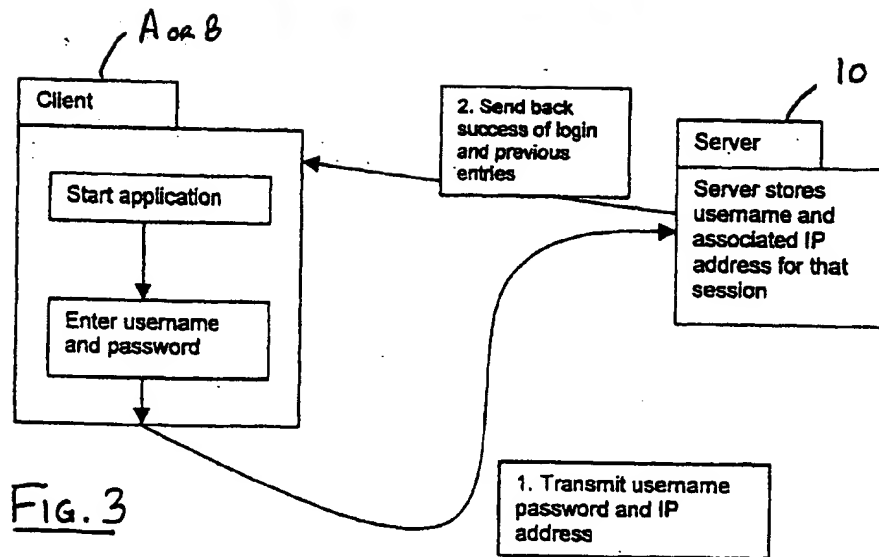 A or B
Client
Start application
Enter username
and password
2. Send back
success of login
and previous
entries
10
Server
Server stores
username and
associated IP
address for that
session
1. Transmit username
password and IP
address
FIG. 3